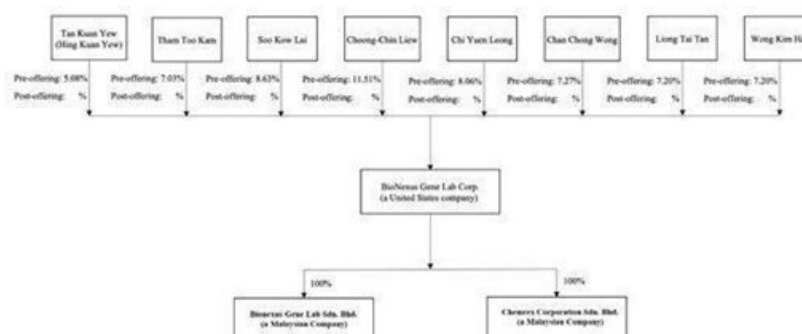 Tan Kuan Yew
(Hing Kuan Yew)
Tham Too Kam
Soo Kow Lai
Choong-Chin Liew
Chi Yuen Leong
Chan Chong Wong
Liong Tai Tan
Wong Kim Ha
Pre-offering: 5.08%
Post-offering: %
Pre-offering: 7.03%
Post-offering: %
Pre-offering: 8.63%
Post-offering: %
Pre-offering: 11.51%
Post-offering: %
Pre-offering: 8.06%
Post-offering: %
Pre-offering: 7.27%
Post-offering: %
Pre-offering: 7.20%
Post-offering: %
Pre-offering: 7.20%
Post-offering: %
BioNexus Gene Lab Corp.
(a United States company)
100%
100%
Bionexus Gene Lab Sdn. Bhd.
(a Malaysian Company)
Chemrex Corporation Sdn. Bhd.
(a Malaysian Company)